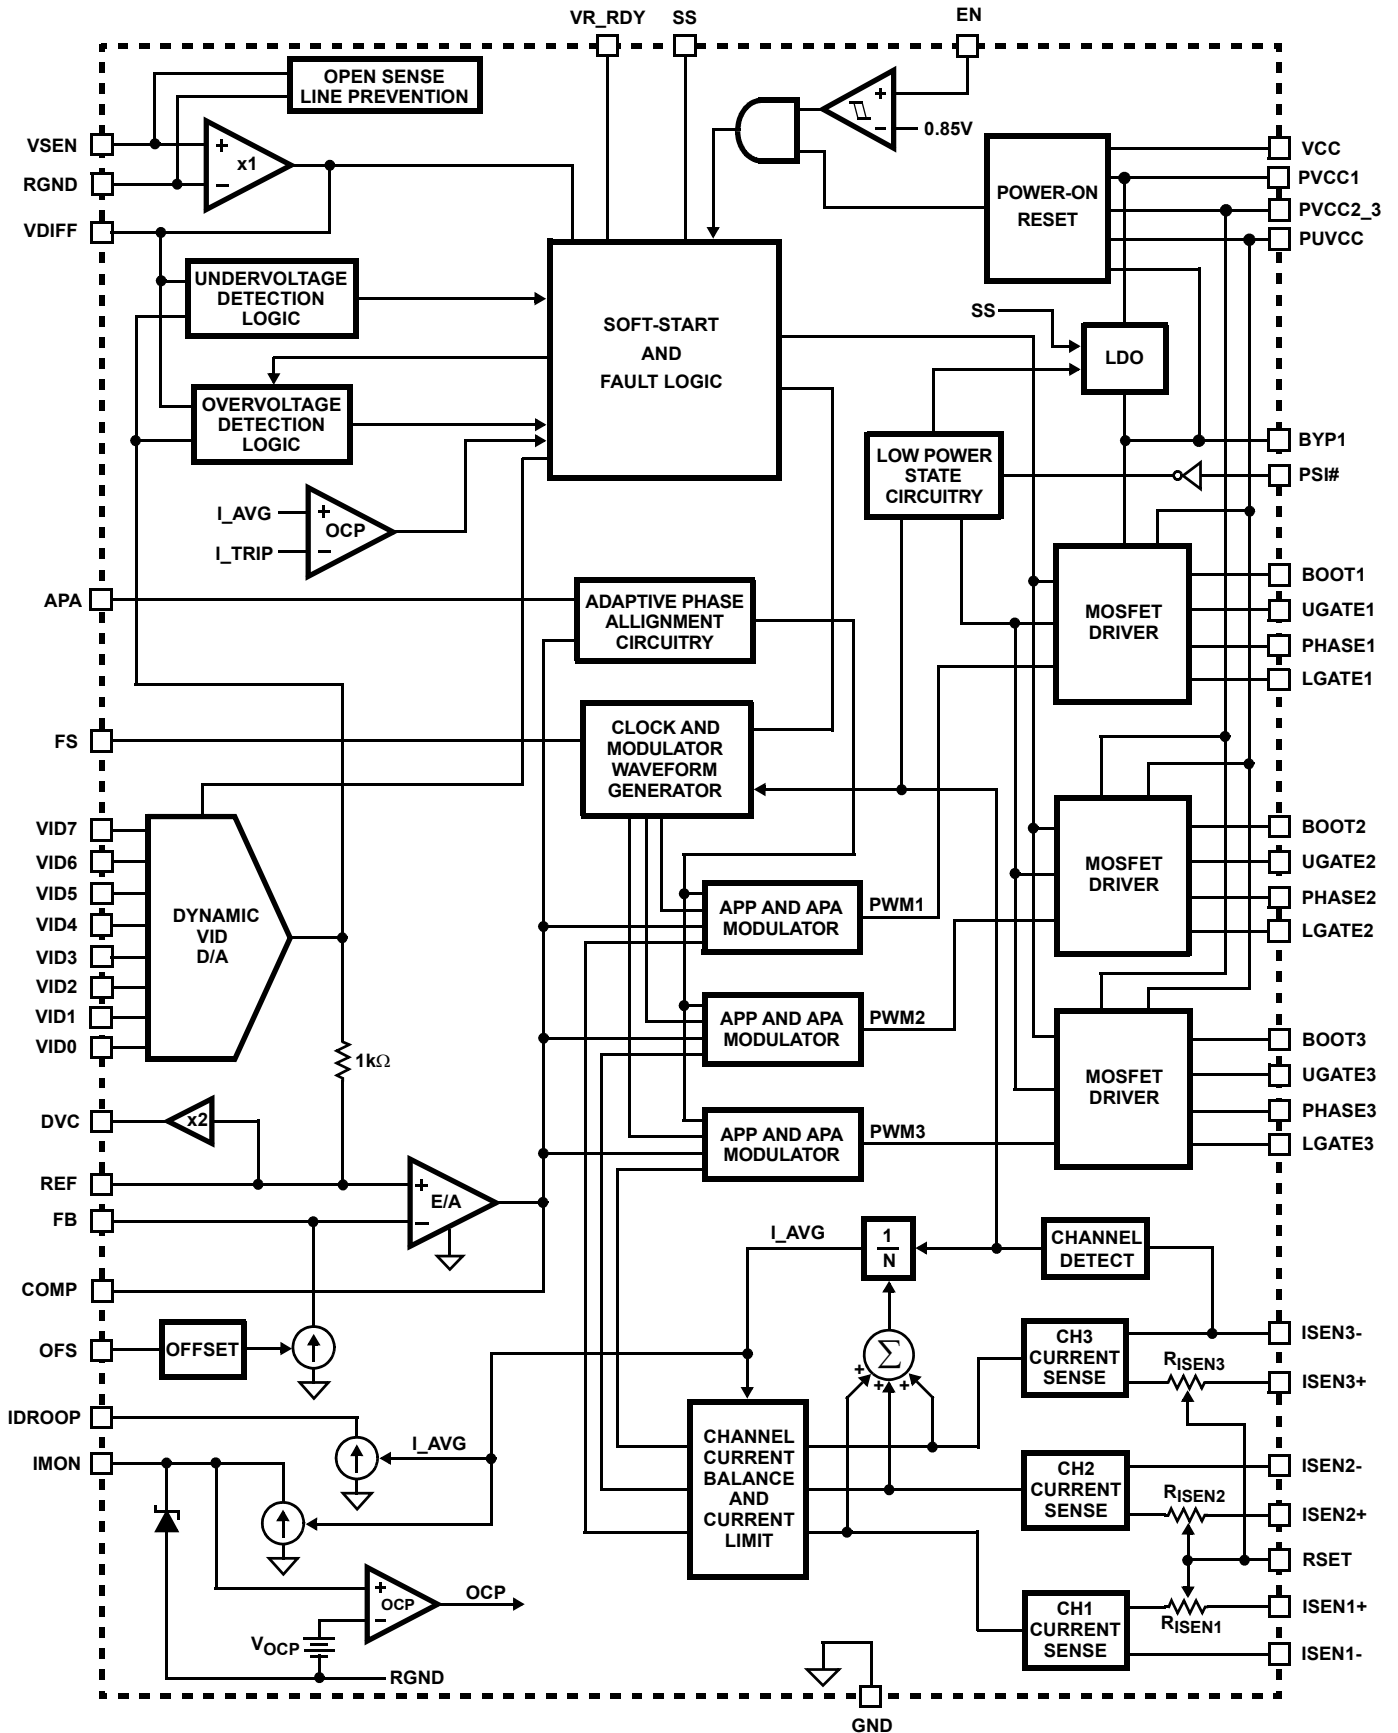 VR_RDY
SS
EN
OPEN SENSE
LINE PREVENTION
+
−
0.85V
VSEN
RGND
VDIFF
+
x1
−
POWER-ON
RESET
VCC
PVCC1
PVCC2_3
PUVCC
UNDERVOLTAGE
DETECTION
LOGIC
SOFT-START
AND
FAULT LOGIC
SS
LDO
OVERVOLTAGE
DETECTION
LOGIC
BYP1
LOW POWER
STATE
CIRCUITRY
PSI#
I_AVG
I_TRIP
+
OCP
−
APA
ADAPTIVE PHASE
ALLIGNMENT
CIRCUITRY
MOSFET
DRIVER
BOOT1
UGATE1
PHASE1
LGATE1
FS
CLOCK AND
MODULATOR
WAVEFORM
GENERATOR
VID7
VID6
VID5
VID4
VID3
VID2
VID1
VID0
DYNAMIC
VID
D/A
APP AND APA
MODULATOR
PWM1
MOSFET
DRIVER
BOOT2
UGATE2
PHASE2
LGATE2
APP AND APA
MODULATOR
PWM2
1kΩ
MOSFET
DRIVER
BOOT3
UGATE3
PHASE3
LGATE3
DVC
x2
APP AND APA
MODULATOR
PWM3
REF
FB
+
E/A
−
COMP
I_AVG
1
N
CHANNEL
DETECT
OFS
OFFSET
Σ
+
+
+
CH3
CURRENT
SENSE
RISEN3
ISEN3-
ISEN3+
IDROOP
I_AVG
IMON
CHANNEL
CURRENT
BALANCE
AND
CURRENT
LIMIT
CH2
CURRENT
SENSE
RISEN2
ISEN2-
ISEN2+
RSET
+
OCP
−
OCP
VOCP
RGND
CH1
CURRENT
SENSE
RISEN1
ISEN1+
ISEN1-
GND